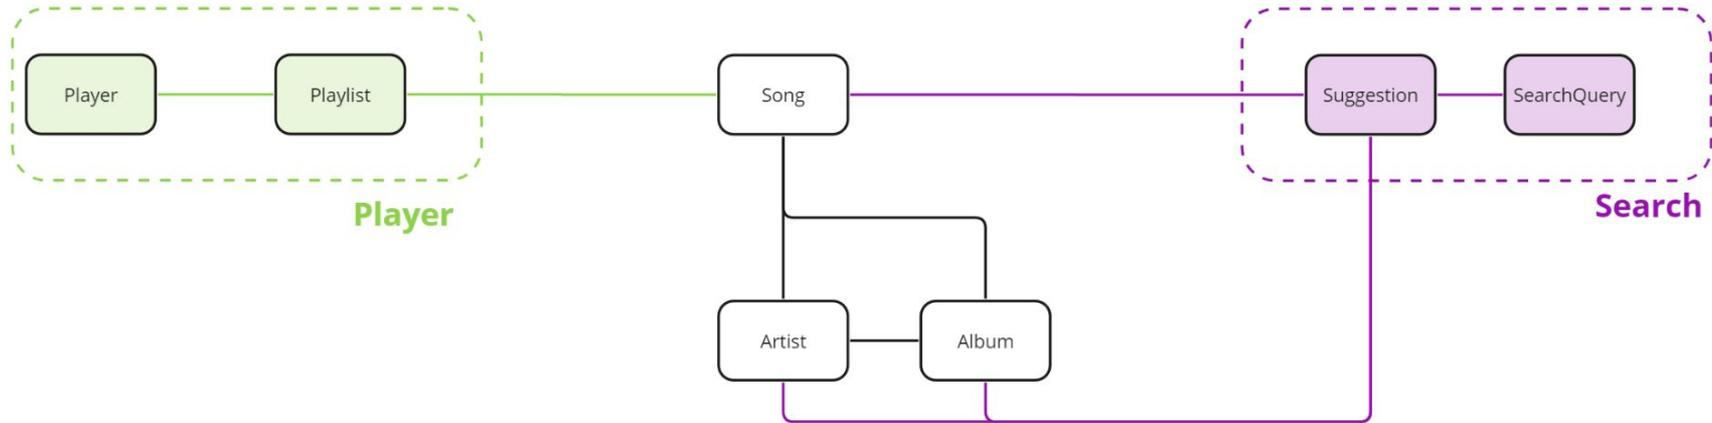 Player
Playlist
Song
Suggestion
SearchQuery
Player
Search
Artist
Album